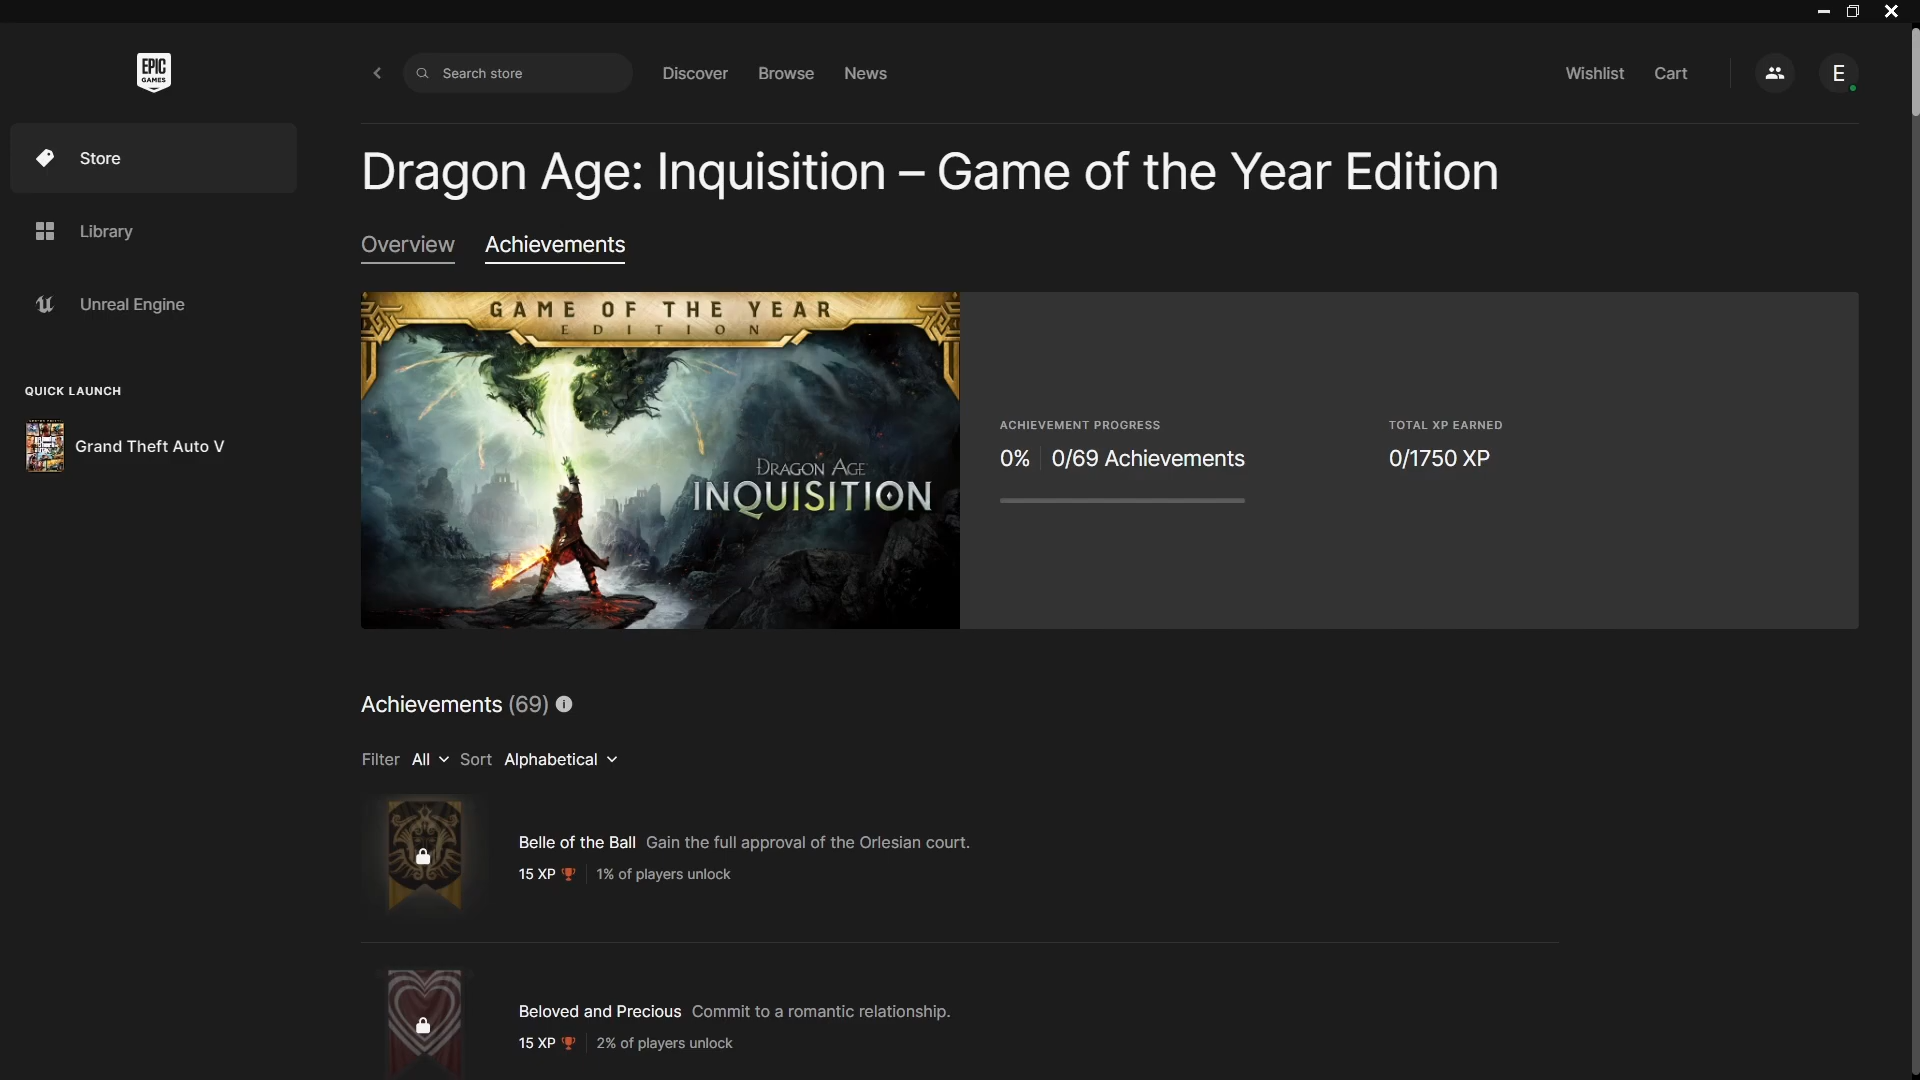 EPIC
GAMES
Search store
Discover
Browse
News
Wishlist
Cart
E
Store
Library
Unreal Engine
QUICK LAUNCH
Grand Theft Auto V
Dragon Age: Inquisition – Game of the Year Edition
Overview
Achievements
GAME OF THE YEAR
EDITION
DRAGON AGE
INQUISITION
ACHIEVEMENT PROGRESS
0% 0/69 Achievements
TOTAL XP EARNED
0/1750 XP
Achievements (69)
Filter All Sort Alphabetical
Belle of the Ball Gain the full approval of the Orlesian court.
15 XP 1% of players unlock
Beloved and Precious Commit to a romantic relationship.
15 XP 2% of players unlock